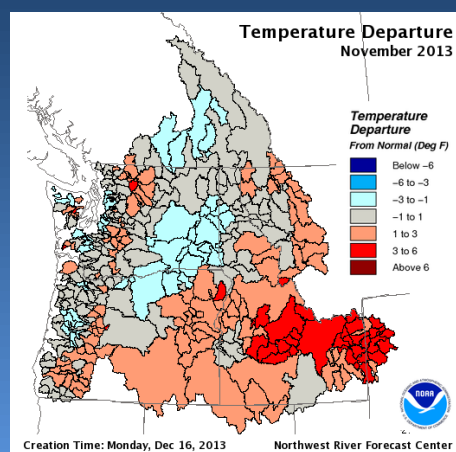 Temperature Departure
November 2013
Temperature
Departure
From Normal (Deg F)
Below -6
-6 to -3
-3 to -1
-1 to 1
1 to 3
3 to 6
Above 6
NOAA
Creation Time: Monday, Dec 16, 2013
Northwest River Forecast Center